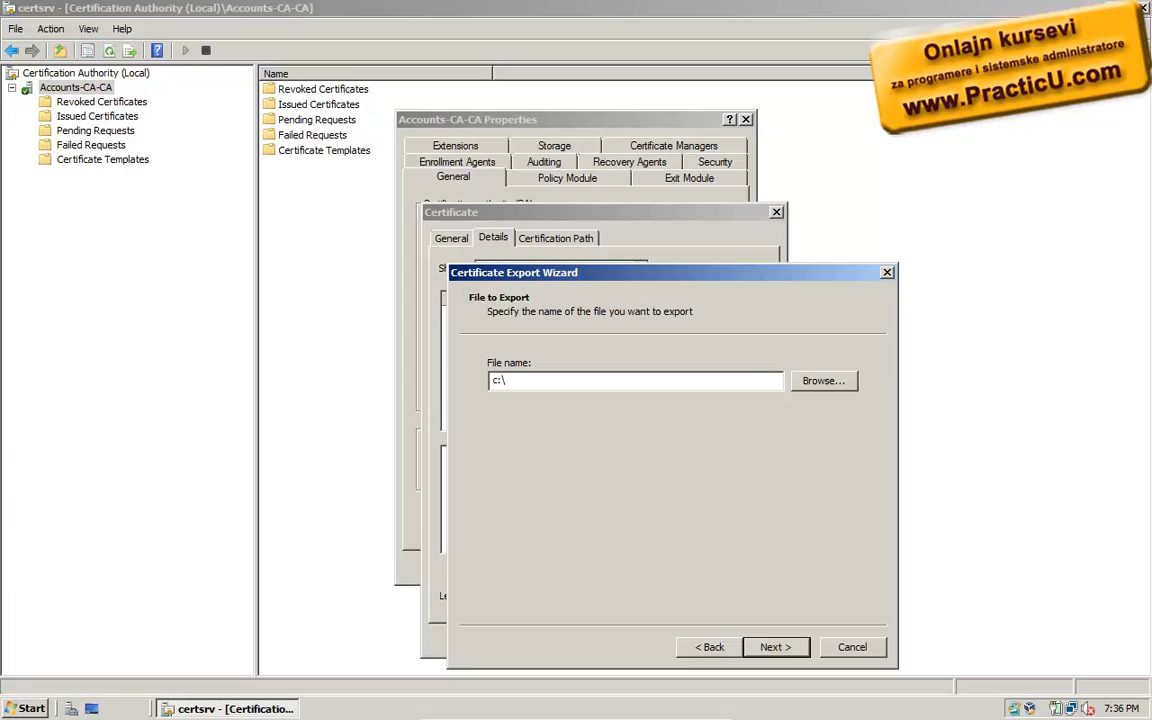 certsrv - [Certification Authority (Local)\Accounts-CA-CA]
File Action View Help
Onlajn kursevi
za programere i sistemske administratore
www.PracticU.com
Certification Authority (Local)
Accounts-CA-CA
Revoked Certificates
Issued Certificates
Pending Requests
Failed Requests
Certificate Templates
Name
Revoked Certificates
Issued Certificates
Pending Requests
Failed Requests
Certificate Templates
Accounts-CA-CA Properties
Extensions Storage Certificate Managers
Enrollment Agents Auditing Recovery Agents Security
General Policy Module Exit Module
Certificate
General Details Certification Path
Certificate Export Wizard
File to Export
Specify the name of the file you want to export
File name:
c:\
Browse...
< Back Next > Cancel
Start
certsrv - [Certificatio...
7:36 PM